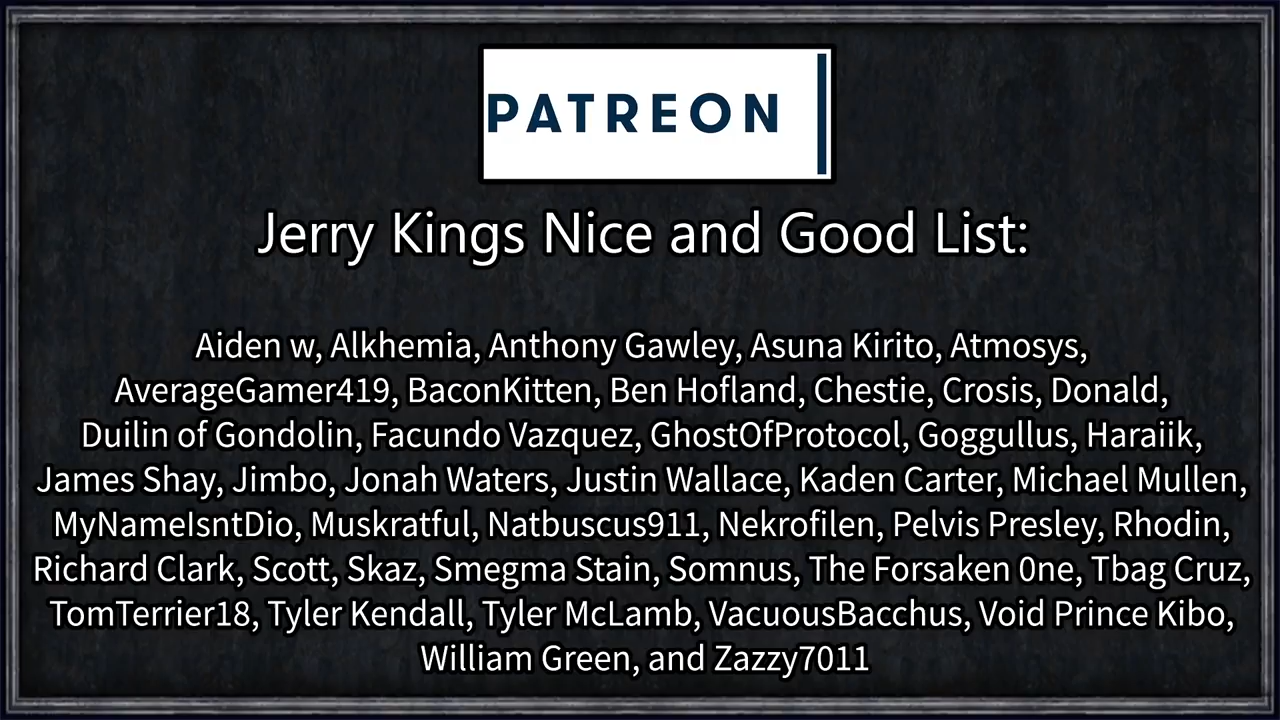 PATREON
Jerry Kings Nice and Good List:
Aiden w, Alkhemia, Anthony Gawley, Asuna Kirito, Atmosys,
AverageGamer419, BaconKitten, Ben Hofland, Chestie, Crosis, Donald,
Duilin of Gondolin, Facundo Vazquez, GhostOfProtocol, Goggullus, Haraiik,
James Shay, Jimbo, Jonah Waters, Justin Wallace, Kaden Carter, Michael Mullen,
MyNameIsntDio, Muskratful, Natbuscus911, Nekrofilen, Pelvis Presley, Rhodin,
Richard Clark, Scott, Skaz, Smegma Stain, Somnus, The Forsaken 0ne, Tbag Cruz,
TomTerrier18, Tyler Kendall, Tyler McLamb, VacuousBacchus, Void Prince Kibo,
William Green, and Zazzy7011